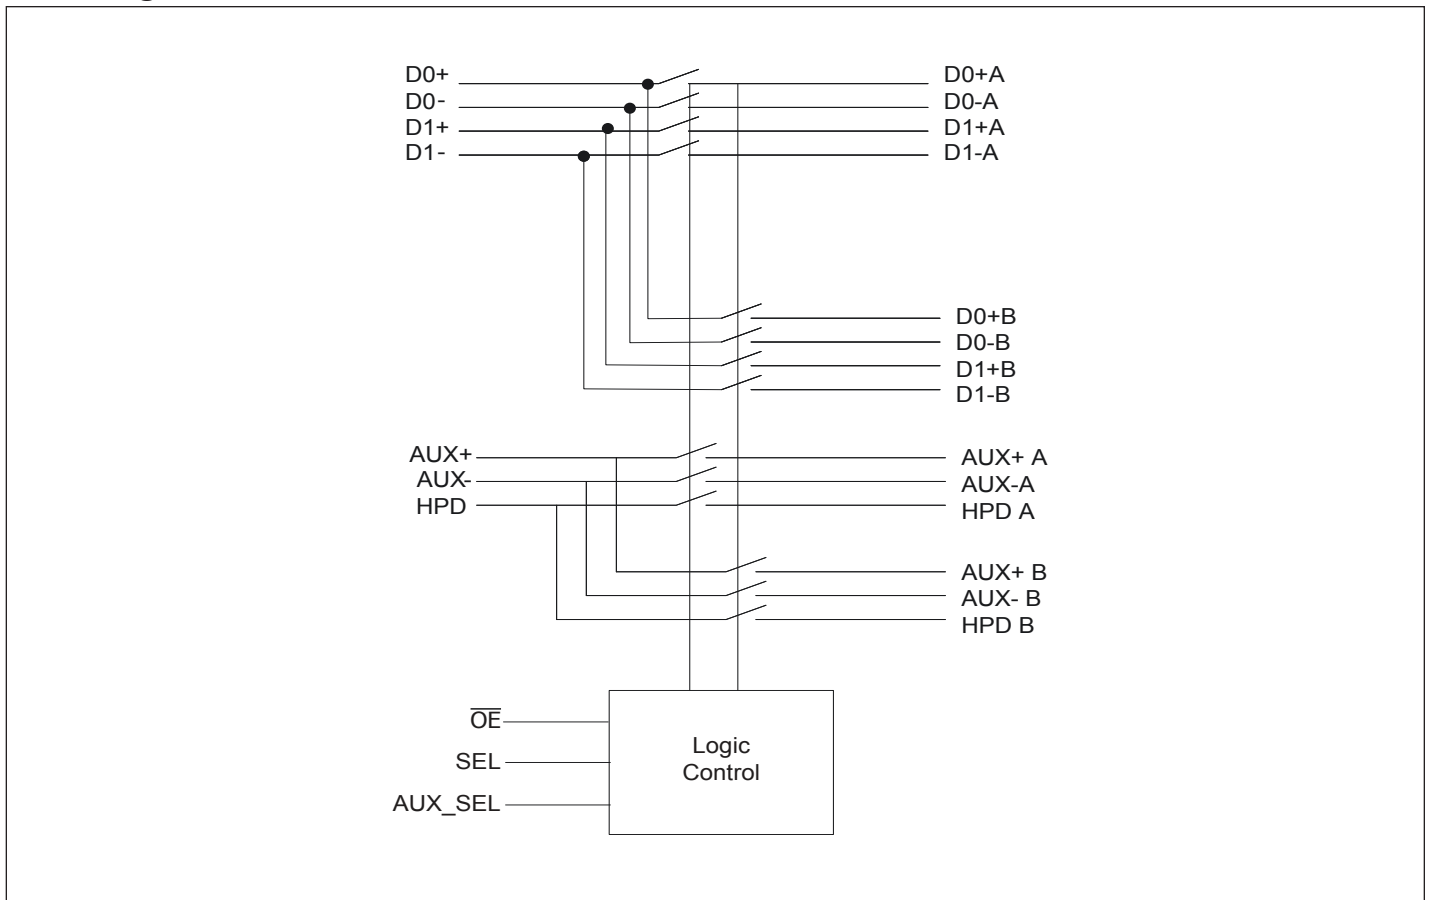 D0+
D0-
D1+
D1-
D0+A
D0-A
D1+A
D1-A
D0+B
D0-B
D1+B
D1-B
AUX+
AUX-
HPD
AUX+ A
AUX-A
HPD A
AUX+ B
AUX- B
HPD B
O̅E̅
SEL
AUX_SEL
Logic
Control